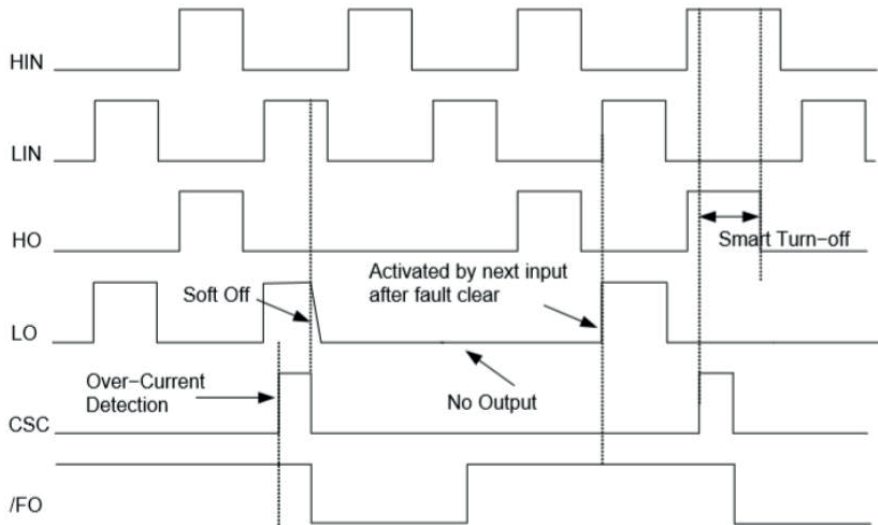 HIN
LIN
HO
Smart Turn-off
Activated by next input
after fault clear
Soft Off
LO
Over-Current
Detection
No Output
CSC
/FO